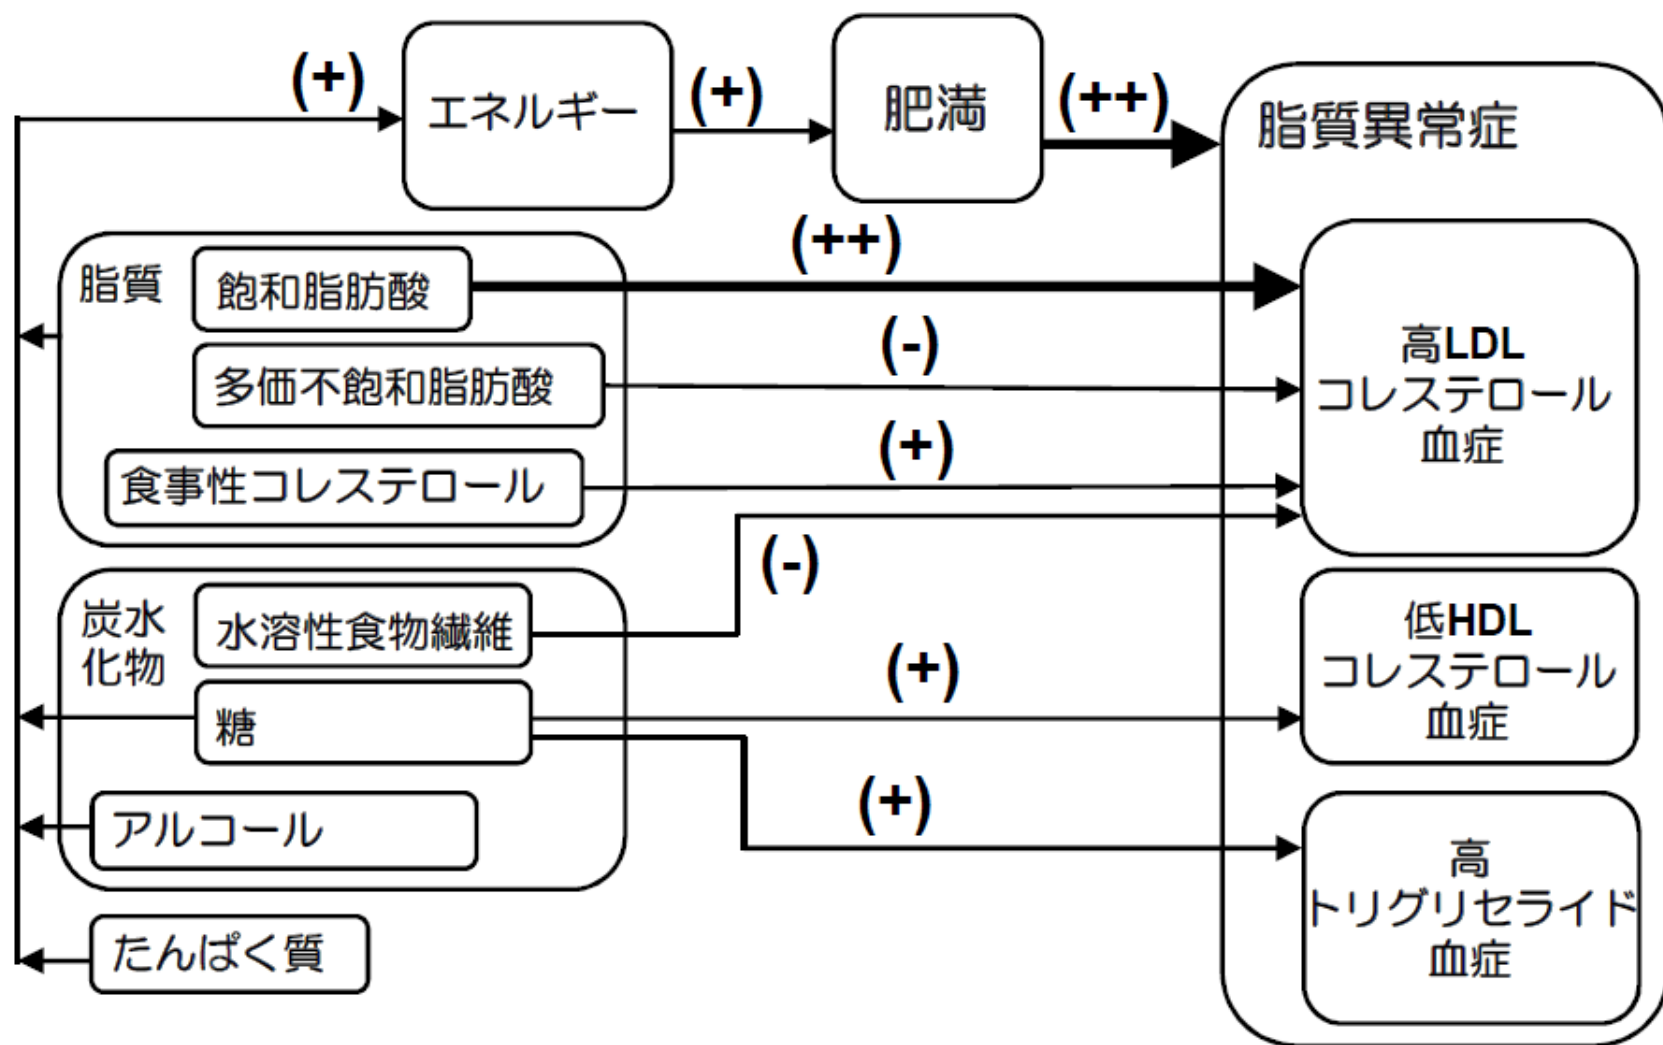 (+)
エネルギー
(+)
肥満
(++)
脂質異常症
脂質
飽和脂肪酸
(++)
多価不飽和脂肪酸
(-)
食事性コレステロール
(+)
高LDL
コレステロール
血症
炭水
化物
水溶性食物繊維
(-)
糖
(+)
低HDL
コレステロール
血症
(+)
アルコール
高
トリグリセライド
血症
たんぱく質